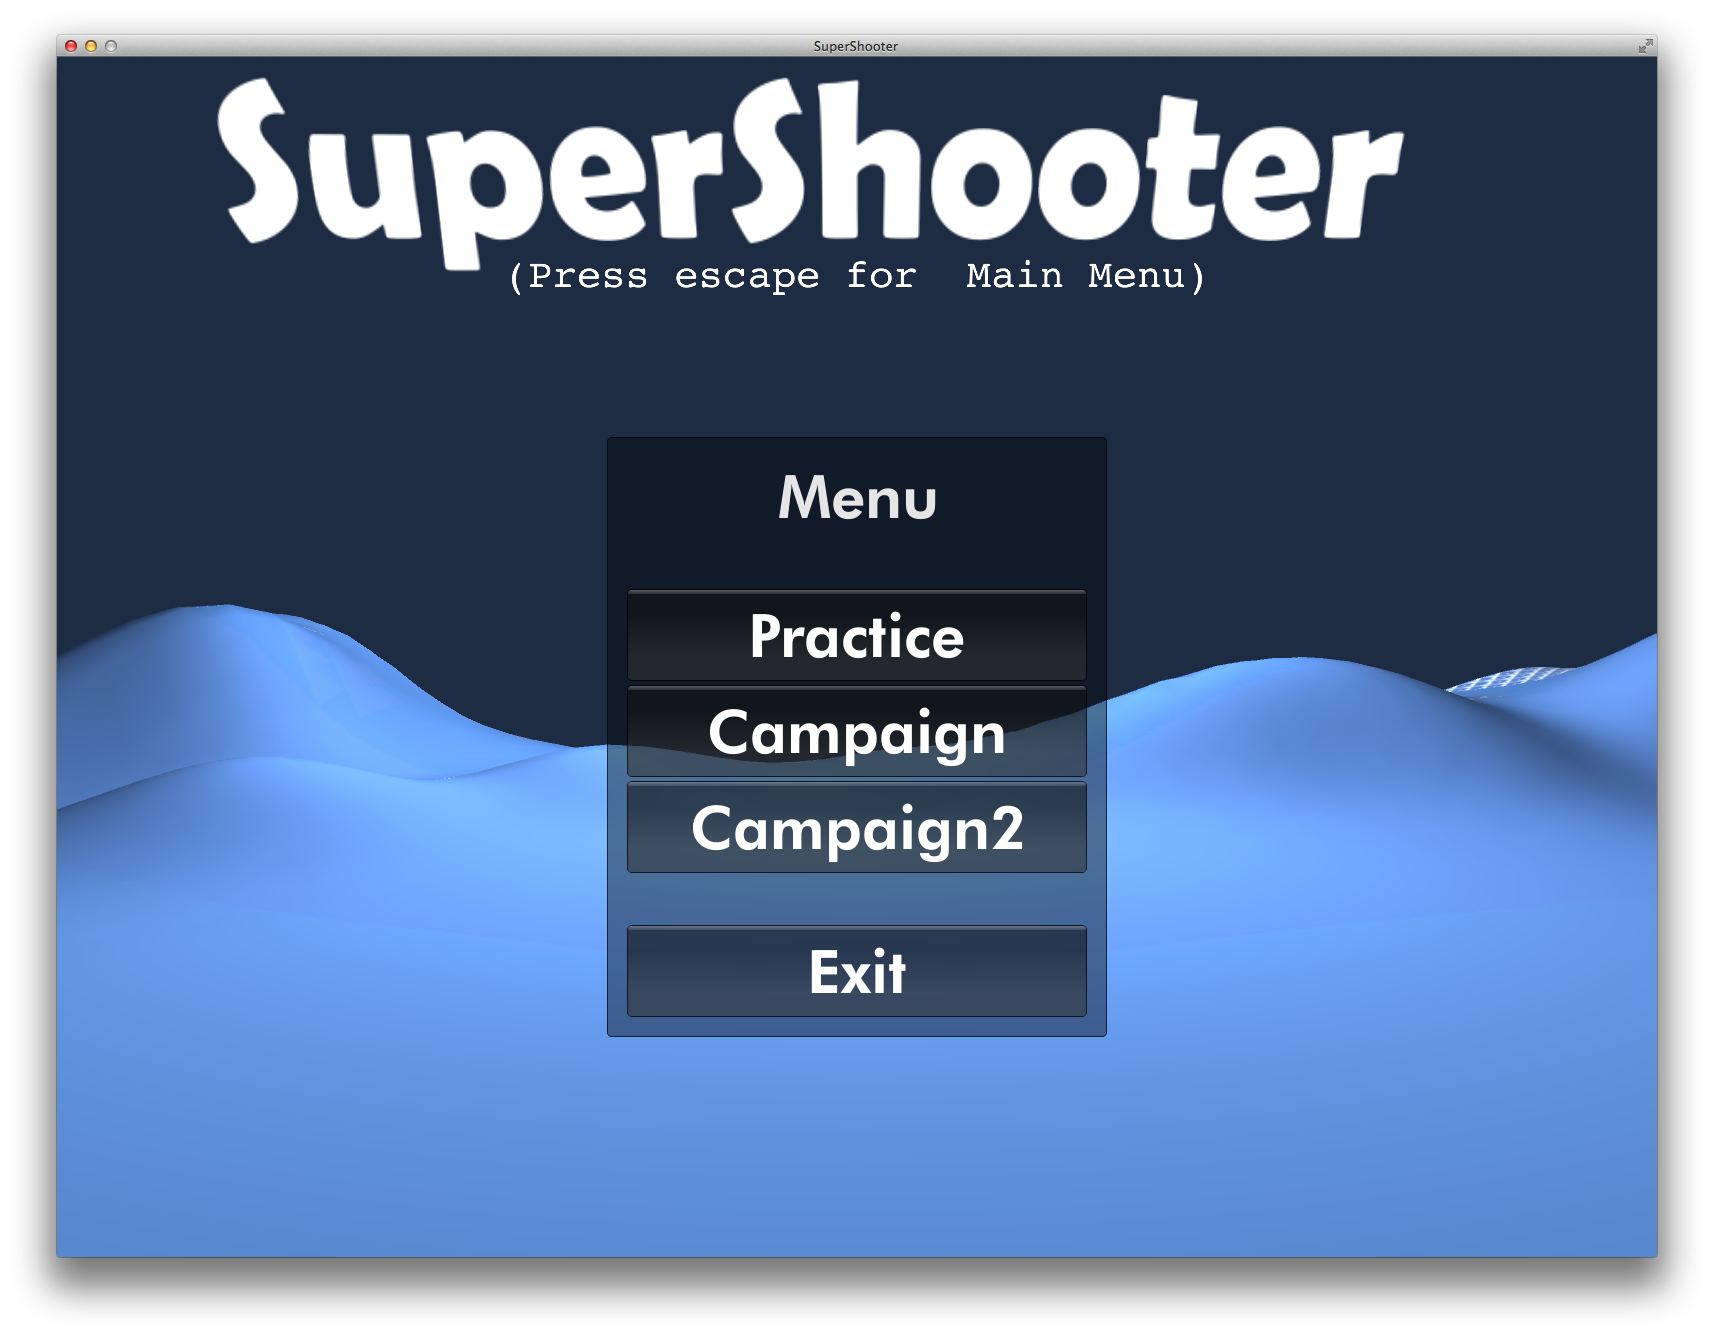 SuperShooter
SuperShooter
(Press escape for  Main Menu)
Menu
Practice
Campaign
Campaign2
Exit